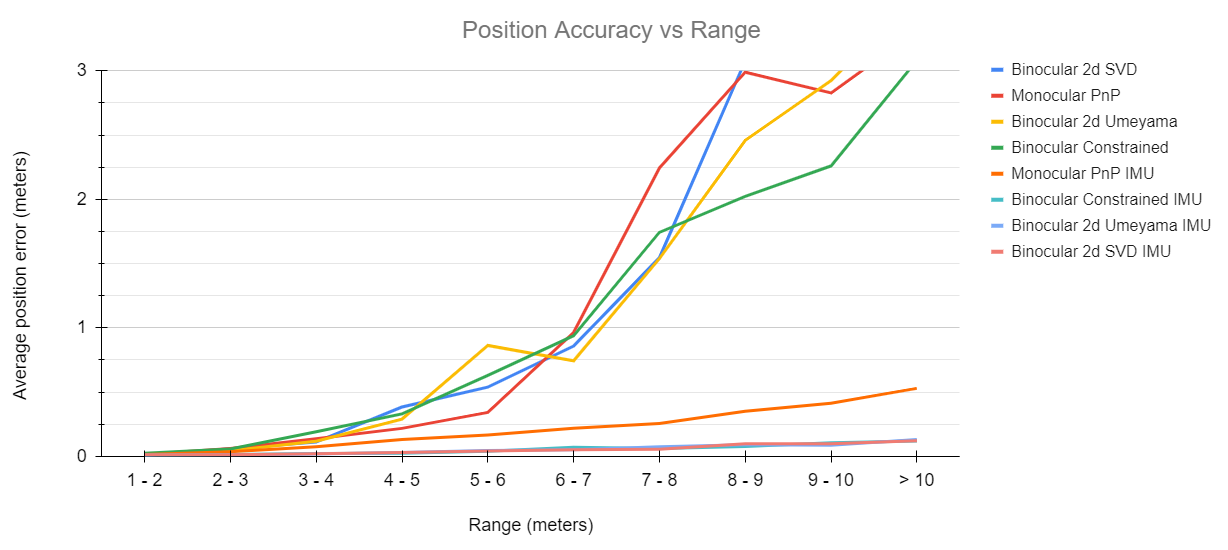 Position Accuracy vs Range
Average position error (meters)
3
2
1
0
1 - 2
2 - 3
3 - 4
4 - 5
5 - 6
6 - 7
7 - 8
8 - 9
9 - 10
> 10
Range (meters)
Binocular 2d SVD
Monocular PnP
Binocular 2d Umeyama
Binocular Constrained
Monocular PnP IMU
Binocular Constrained IMU
Binocular 2d Umeyama IMU
Binocular 2d SVD IMU